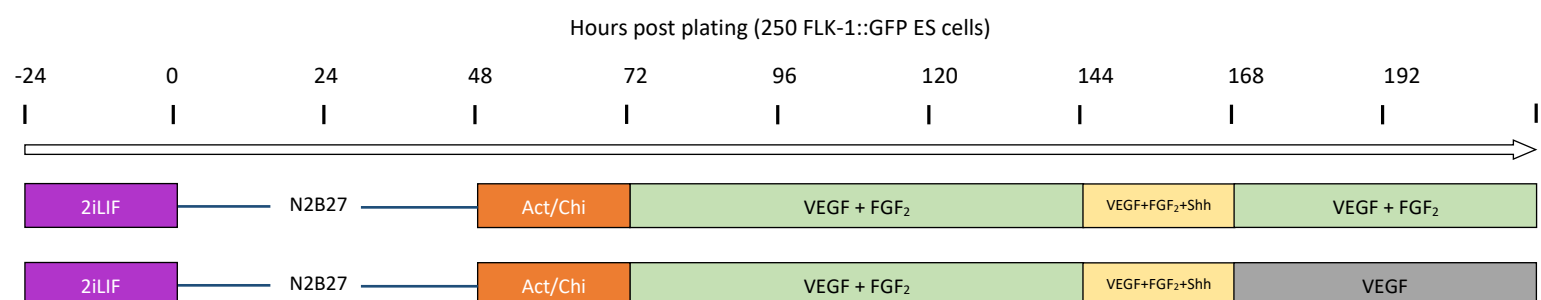 Hours post plating (250 FLK-1::GFP ES cells)
-24 0 24 48 72 96 120 144 168 192
2iLIF N2B27 Act/Chi VEGF + FGF₂ VEGF+FGF₂+Shh VEGF + FGF₂
2iLIF N2B27 Act/Chi VEGF + FGF₂ VEGF+FGF₂+Shh VEGF